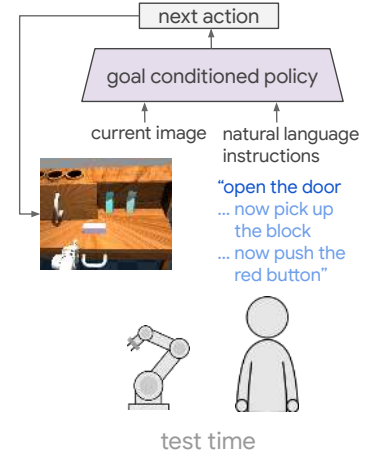 next action
goal conditioned policy
current image
natural language
instructions
“open the door
... now pick up
the block
... now push the
red button”
test time